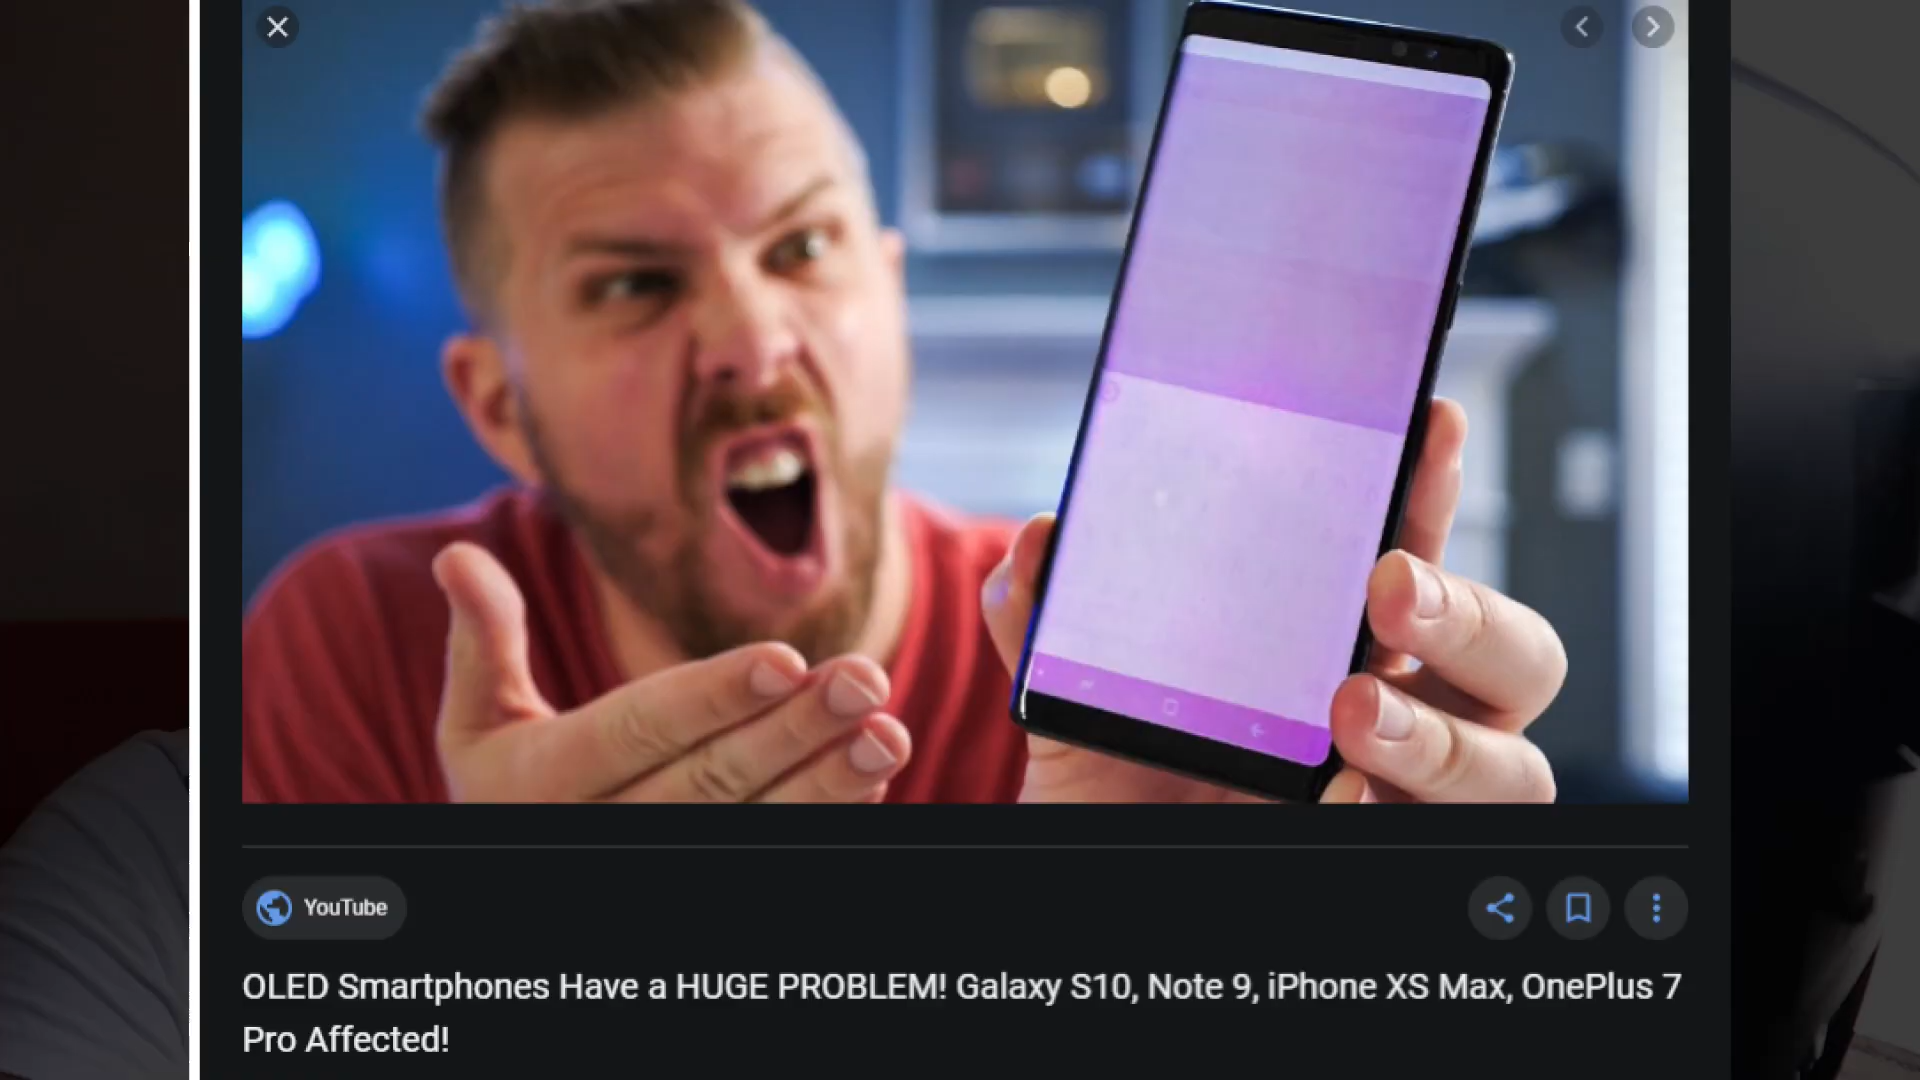 YouTube
OLED Smartphones Have a HUGE PROBLEM! Galaxy S10, Note 9, iPhone XS Max, OnePlus 7
Pro Affected!